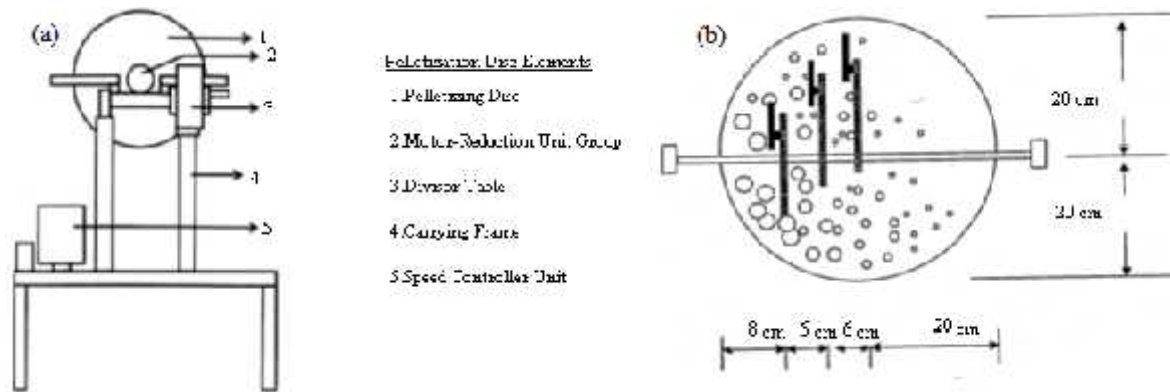 (a)
1
2
3
4
5
Pelletization Disc Elements
1.Pelletizing Disc
2.Motor-Reduction Unit Group
3.Divisor Table
4.Carrying Frame
5.Speed Controller Unit
(b)
20 cm
20 cm
8 cm
5 cm
6 cm
20 cm